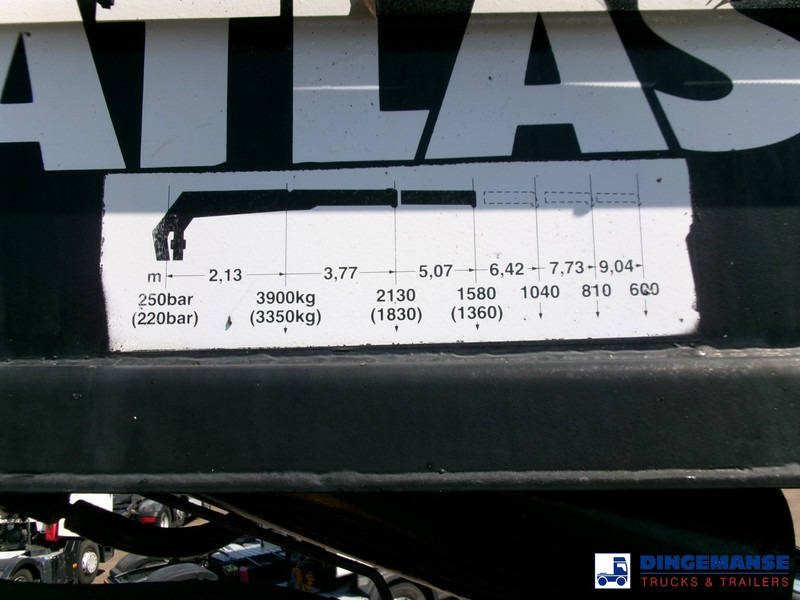 ATLAS
m 2,13 3,77 5,07 6,42 7,73 9,04
250bar 3900kg 2130 1580 1040 810 600
(220bar) (3350kg) (1830) (1360)
DINGEMANSE
TRUCKS & TRAILERS